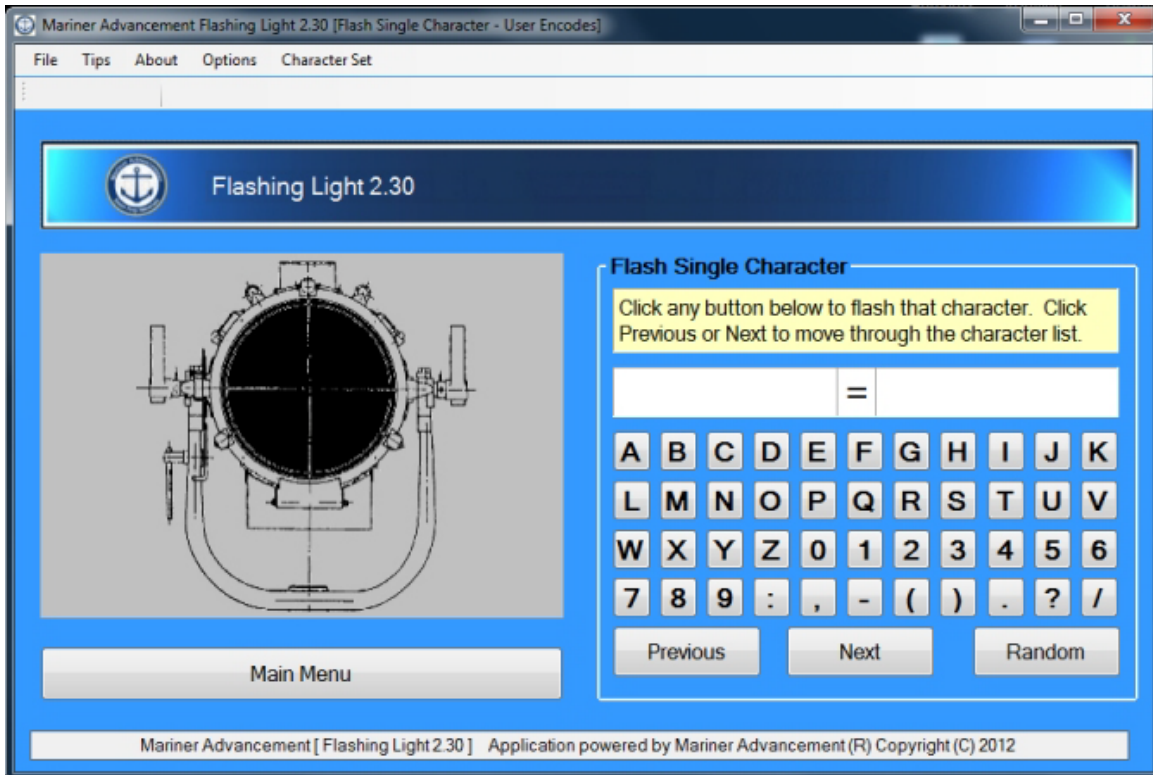 Mariner Advancement Flashing Light 2.30 [Flash Single Character - User Encodes]
File Tips About Options Character Set
Flashing Light 2.30
Flash Single Character
Click any button below to flash that character. Click
Previous or Next to move through the character list.
=
A B C D E F G H I J K
L M N O P Q R S T U V
W X Y Z 0 1 2 3 4 5 6
7 8 9 : , - ( ) . ? /
Previous Next Random
Main Menu
Mariner Advancement [ Flashing Light 2.30 ] Application powered by Mariner Advancement (R) Copyright (C) 2012